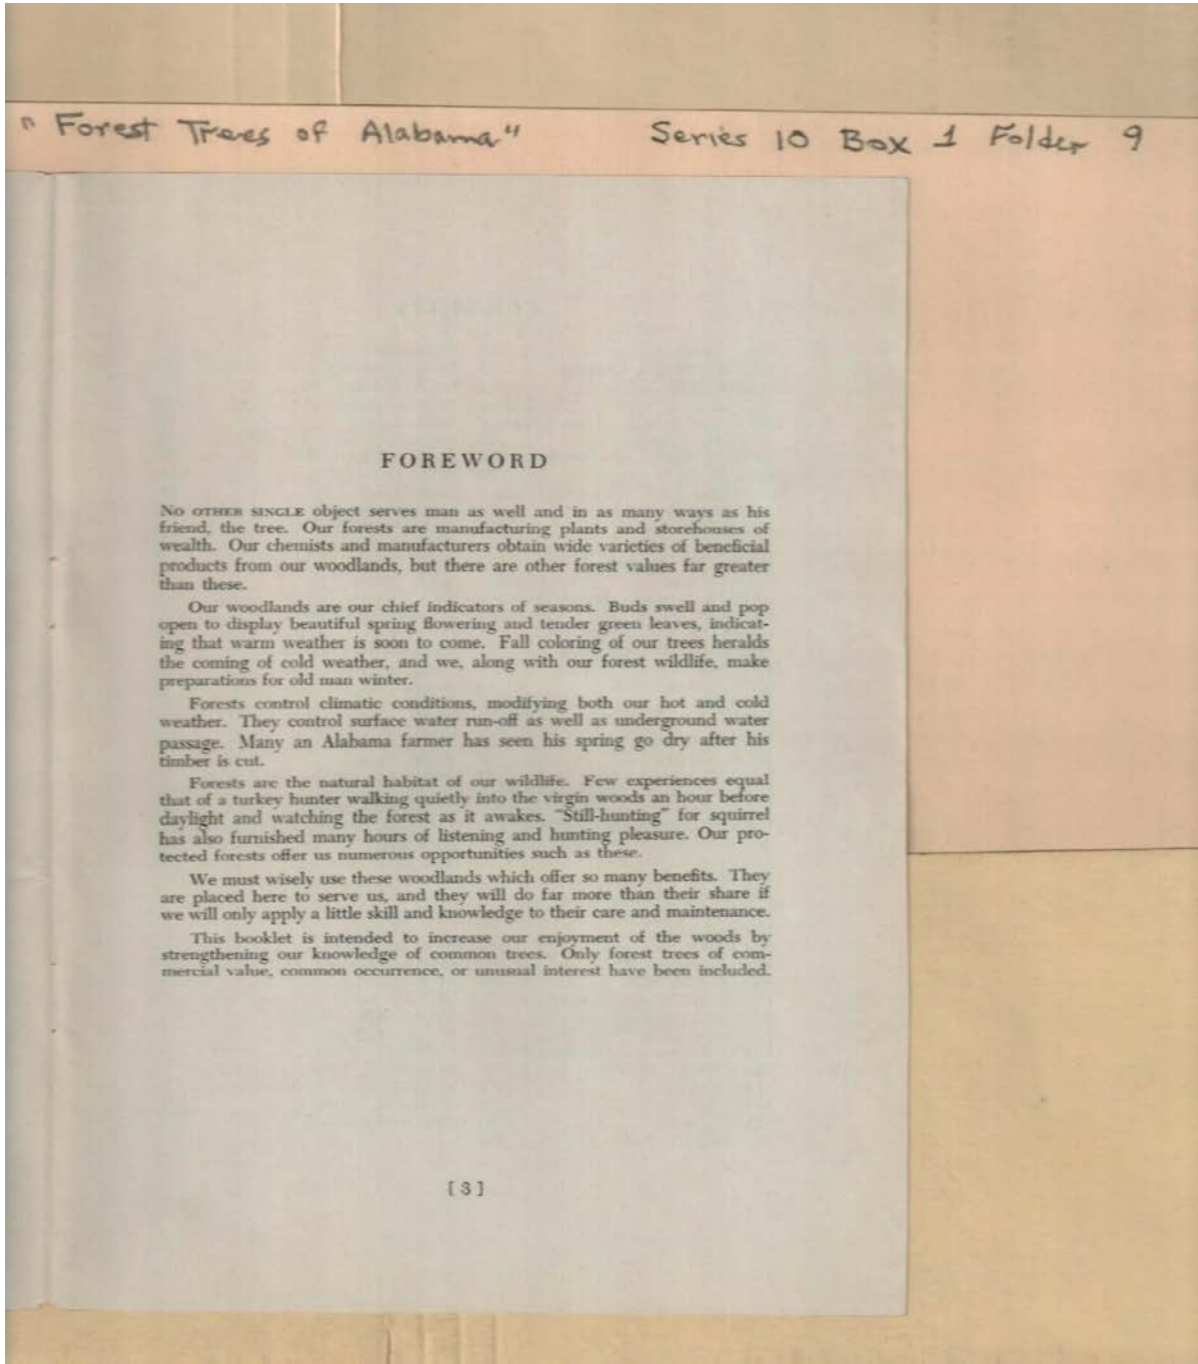 "Forest Trees of Alabama" Series 10 Box 1 Folder 9
FOREWORD
NO OTHER SINGLE object serves man as well and in as many ways as his
friend, the tree. Our forests are manufacturing plants and storehouses of
wealth. Our chemists and manufacturers obtain wide varieties of beneficial
products from our woodlands, but there are other forest values far greater
than these.
Our woodlands are our chief indicators of seasons. Buds swell and pop
open to display beautiful spring flowering and tender green leaves, indicat-
ing that warm weather is soon to come. Fall coloring of our trees heralds
the coming of cold weather, and we, along with our forest wildlife, make
preparations for old man winter.
Forests control climatic conditions, modifying both our hot and cold
weather. They control surface water run-off as well as underground water
passage. Many an Alabama farmer has seen his spring go dry after his
timber is cut.
Forests are the natural habitat of our wildlife. Few experiences equal
that of a turkey hunter walking quietly into the virgin woods an hour before
daylight and watching the forest as it awakes. "Still-hunting" for squirrel
has also furnished many hours of listening and hunting pleasure. Our pro-
tected forests offer us numerous opportunities such as these.
We must wisely use these woodlands which offer so many benefits. They
are placed here to serve us, and they will do far more than their share if
we will only apply a little skill and knowledge to their care and maintenance.
This booklet is intended to increase our enjoyment of the woods by
strengthening our knowledge of common trees. Only forest trees of com-
mercial value, common occurrence, or unusual interest have been included.
[ 3 ]